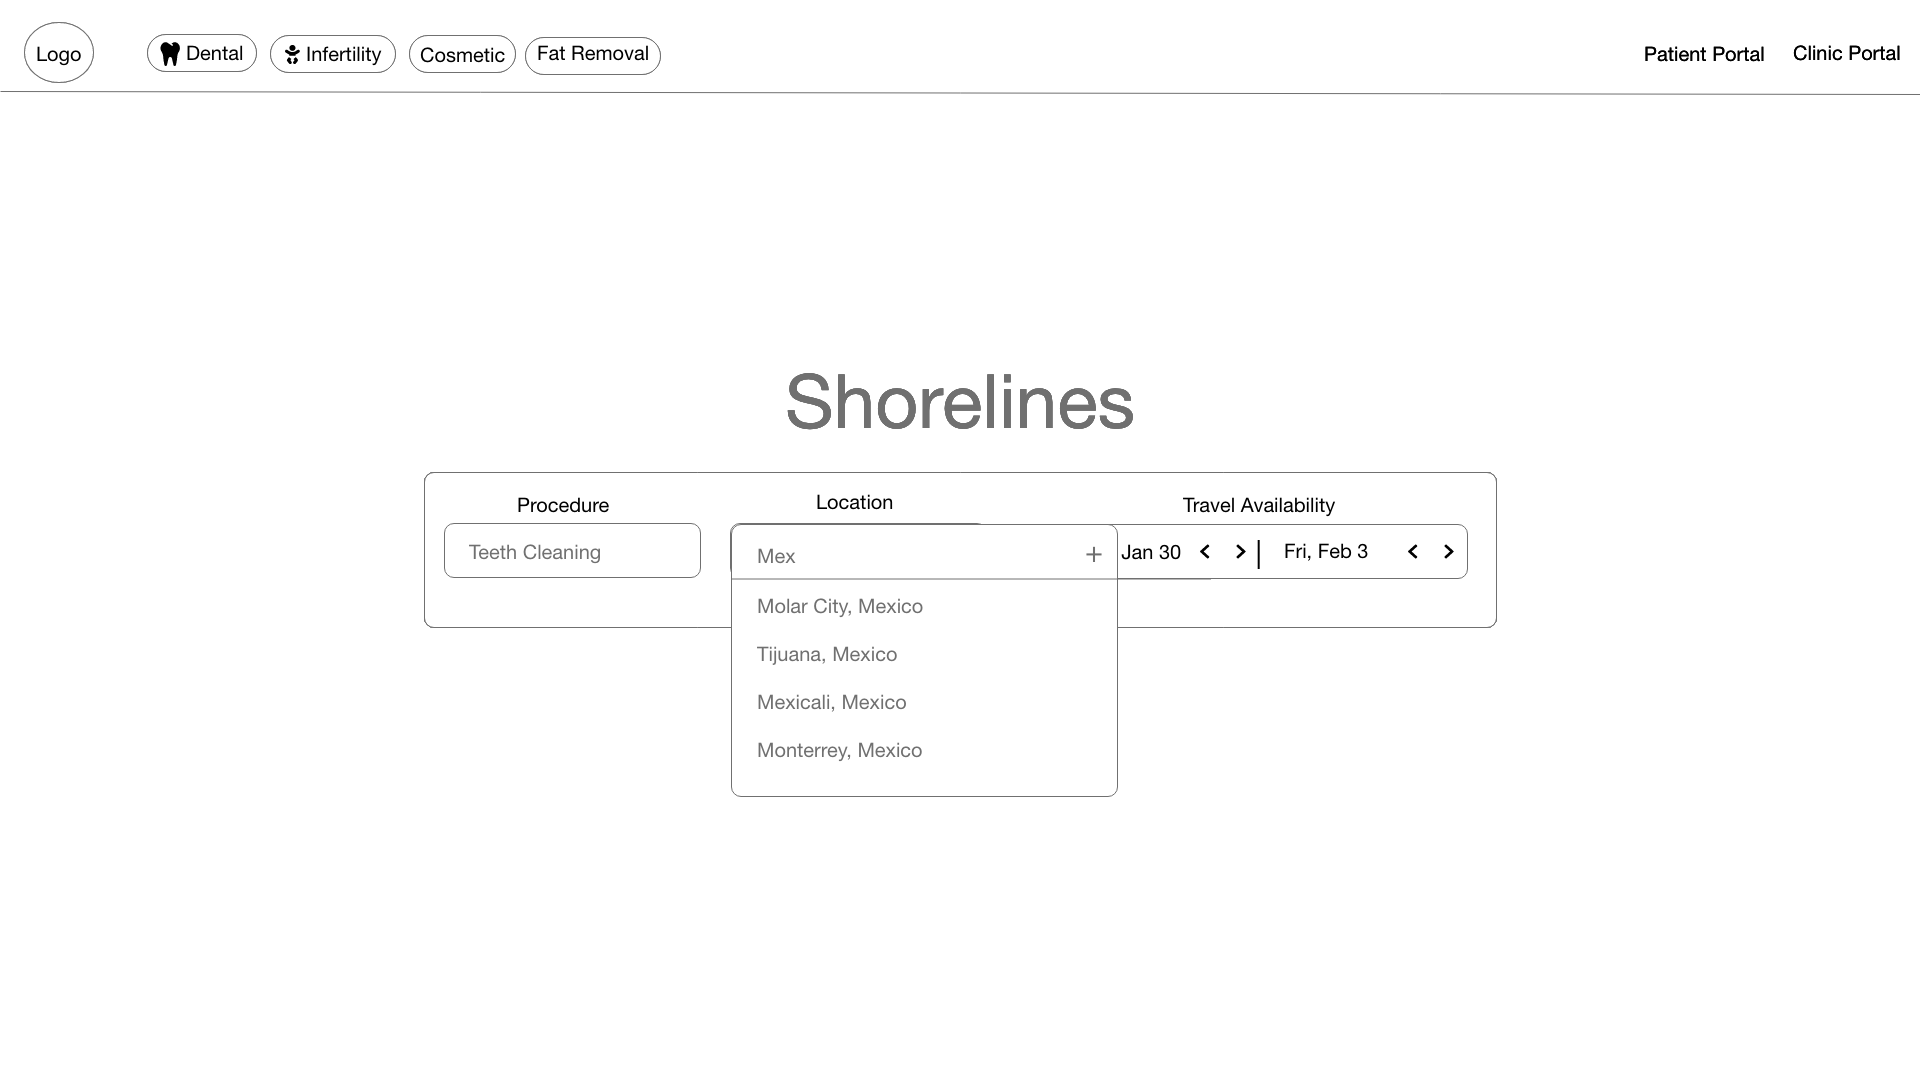 Logo
Dental
Infertility
Cosmetic
Fat Removal
Patient Portal
Clinic Portal
Shorelines
Procedure
Location
Travel Availability
Teeth Cleaning
Mex
Jan 30
Fri, Feb 3
Molar City, Mexico
Tijuana, Mexico
Mexicali, Mexico
Monterrey, Mexico